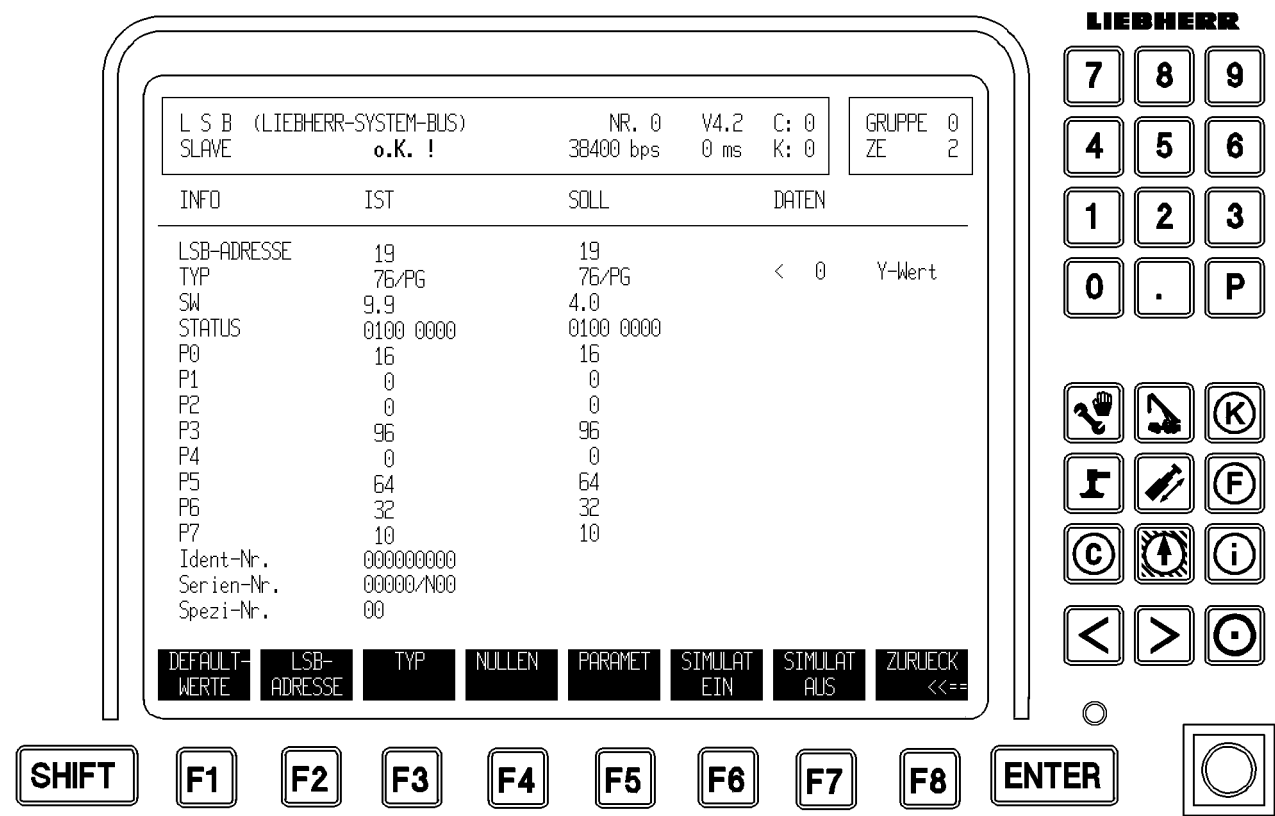 LIEBHERR
L S B (LIEBHERR-SYSTEM-BUS) NR. 0 V4.2 C: 0 GRUPPE 0
SLAVE o.K. ! 38400 bps 0 ms K: 0 ZE 2
INFO IST SOLL DATEN
LSB-ADRESSE 19 19
TYP 76/PG 76/PG < 0 Y-Wert
SW 9.9 4.0
STATUS 0100 0000 0100 0000
P0 16 16
P1 0 0
P2 0 0
P3 96 96
P4 0 0
P5 64 64
P6 32 32
P7 10 10
Ident-Nr. 000000000
Serien-Nr. 00000/N00
Spezi-Nr. 00
DEFAULT- LSB- TYP NULLEN PARAMET SIMULAT SIMULAT ZURUECK
WERTE ADRESSE EIN AUS <<==
7 8 9
4 5 6
1 2 3
0 . P
K
F
C i
< >
SHIFT F1 F2 F3 F4 F5 F6 F7 F8 ENTER